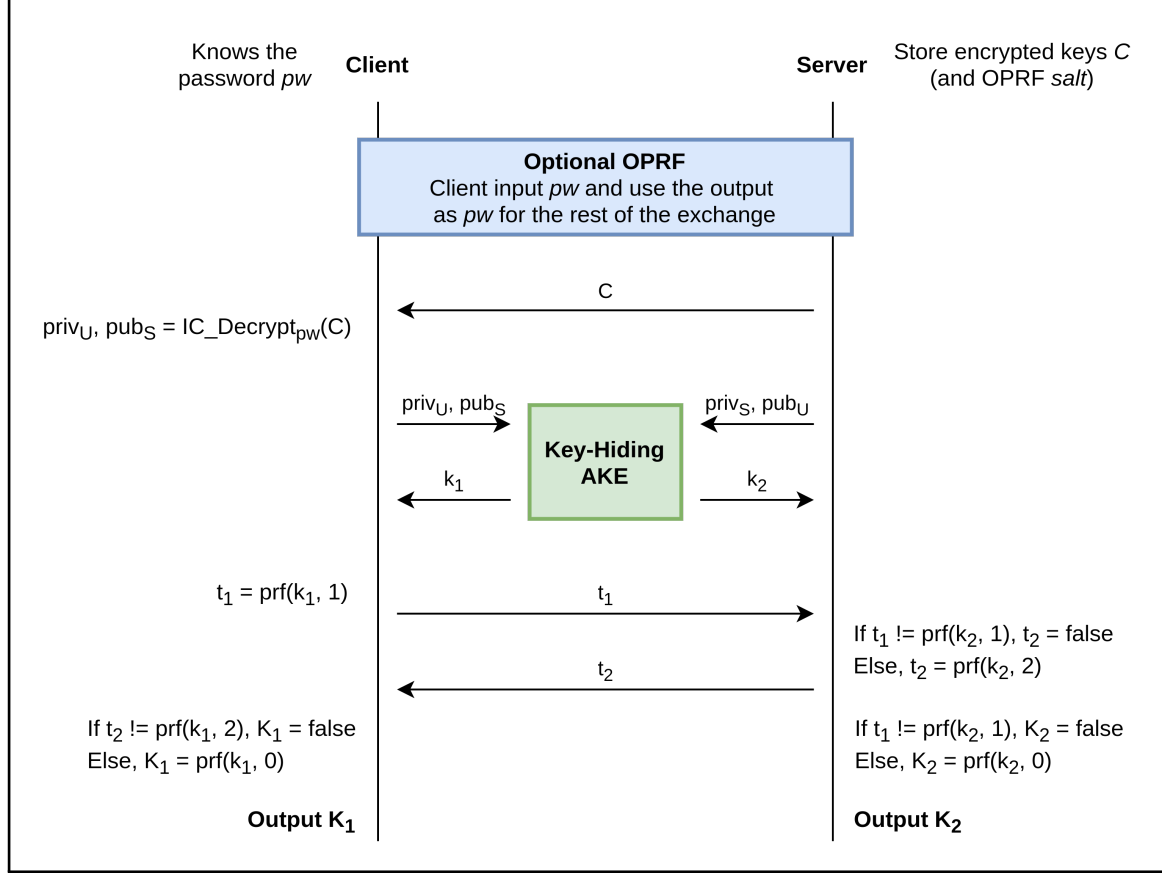 Knows the
password pw
Client
Server
Store encrypted keys C
(and OPRF salt)
Optional OPRF
Client input pw and use the output
as pw for the rest of the exchange
C
privU, pubS = IC_Decryptpw(C)
privU, pubS
privS, pubU
Key-Hiding
AKE
k1
k2
t1 = prf(k1, 1)
t1
If t1 != prf(k2, 1), t2 = false
Else, t2 = prf(k2, 2)
t2
If t2 != prf(k1, 2), K1 = false
Else, K1 = prf(k1, 0)
If t1 != prf(k2, 1), K2 = false
Else, K2 = prf(k2, 0)
Output K1
Output K2